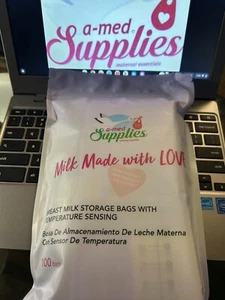 a-med
Supplies
maternal essentials
a-med
Supplies
Milk Made with LOVE
BREAST MILK STORAGE BAGS WITH
TEMPERATURE SENSING
Bolsa De Almacenamiento De Leche Materna
Con Sensor De Temperatura
100